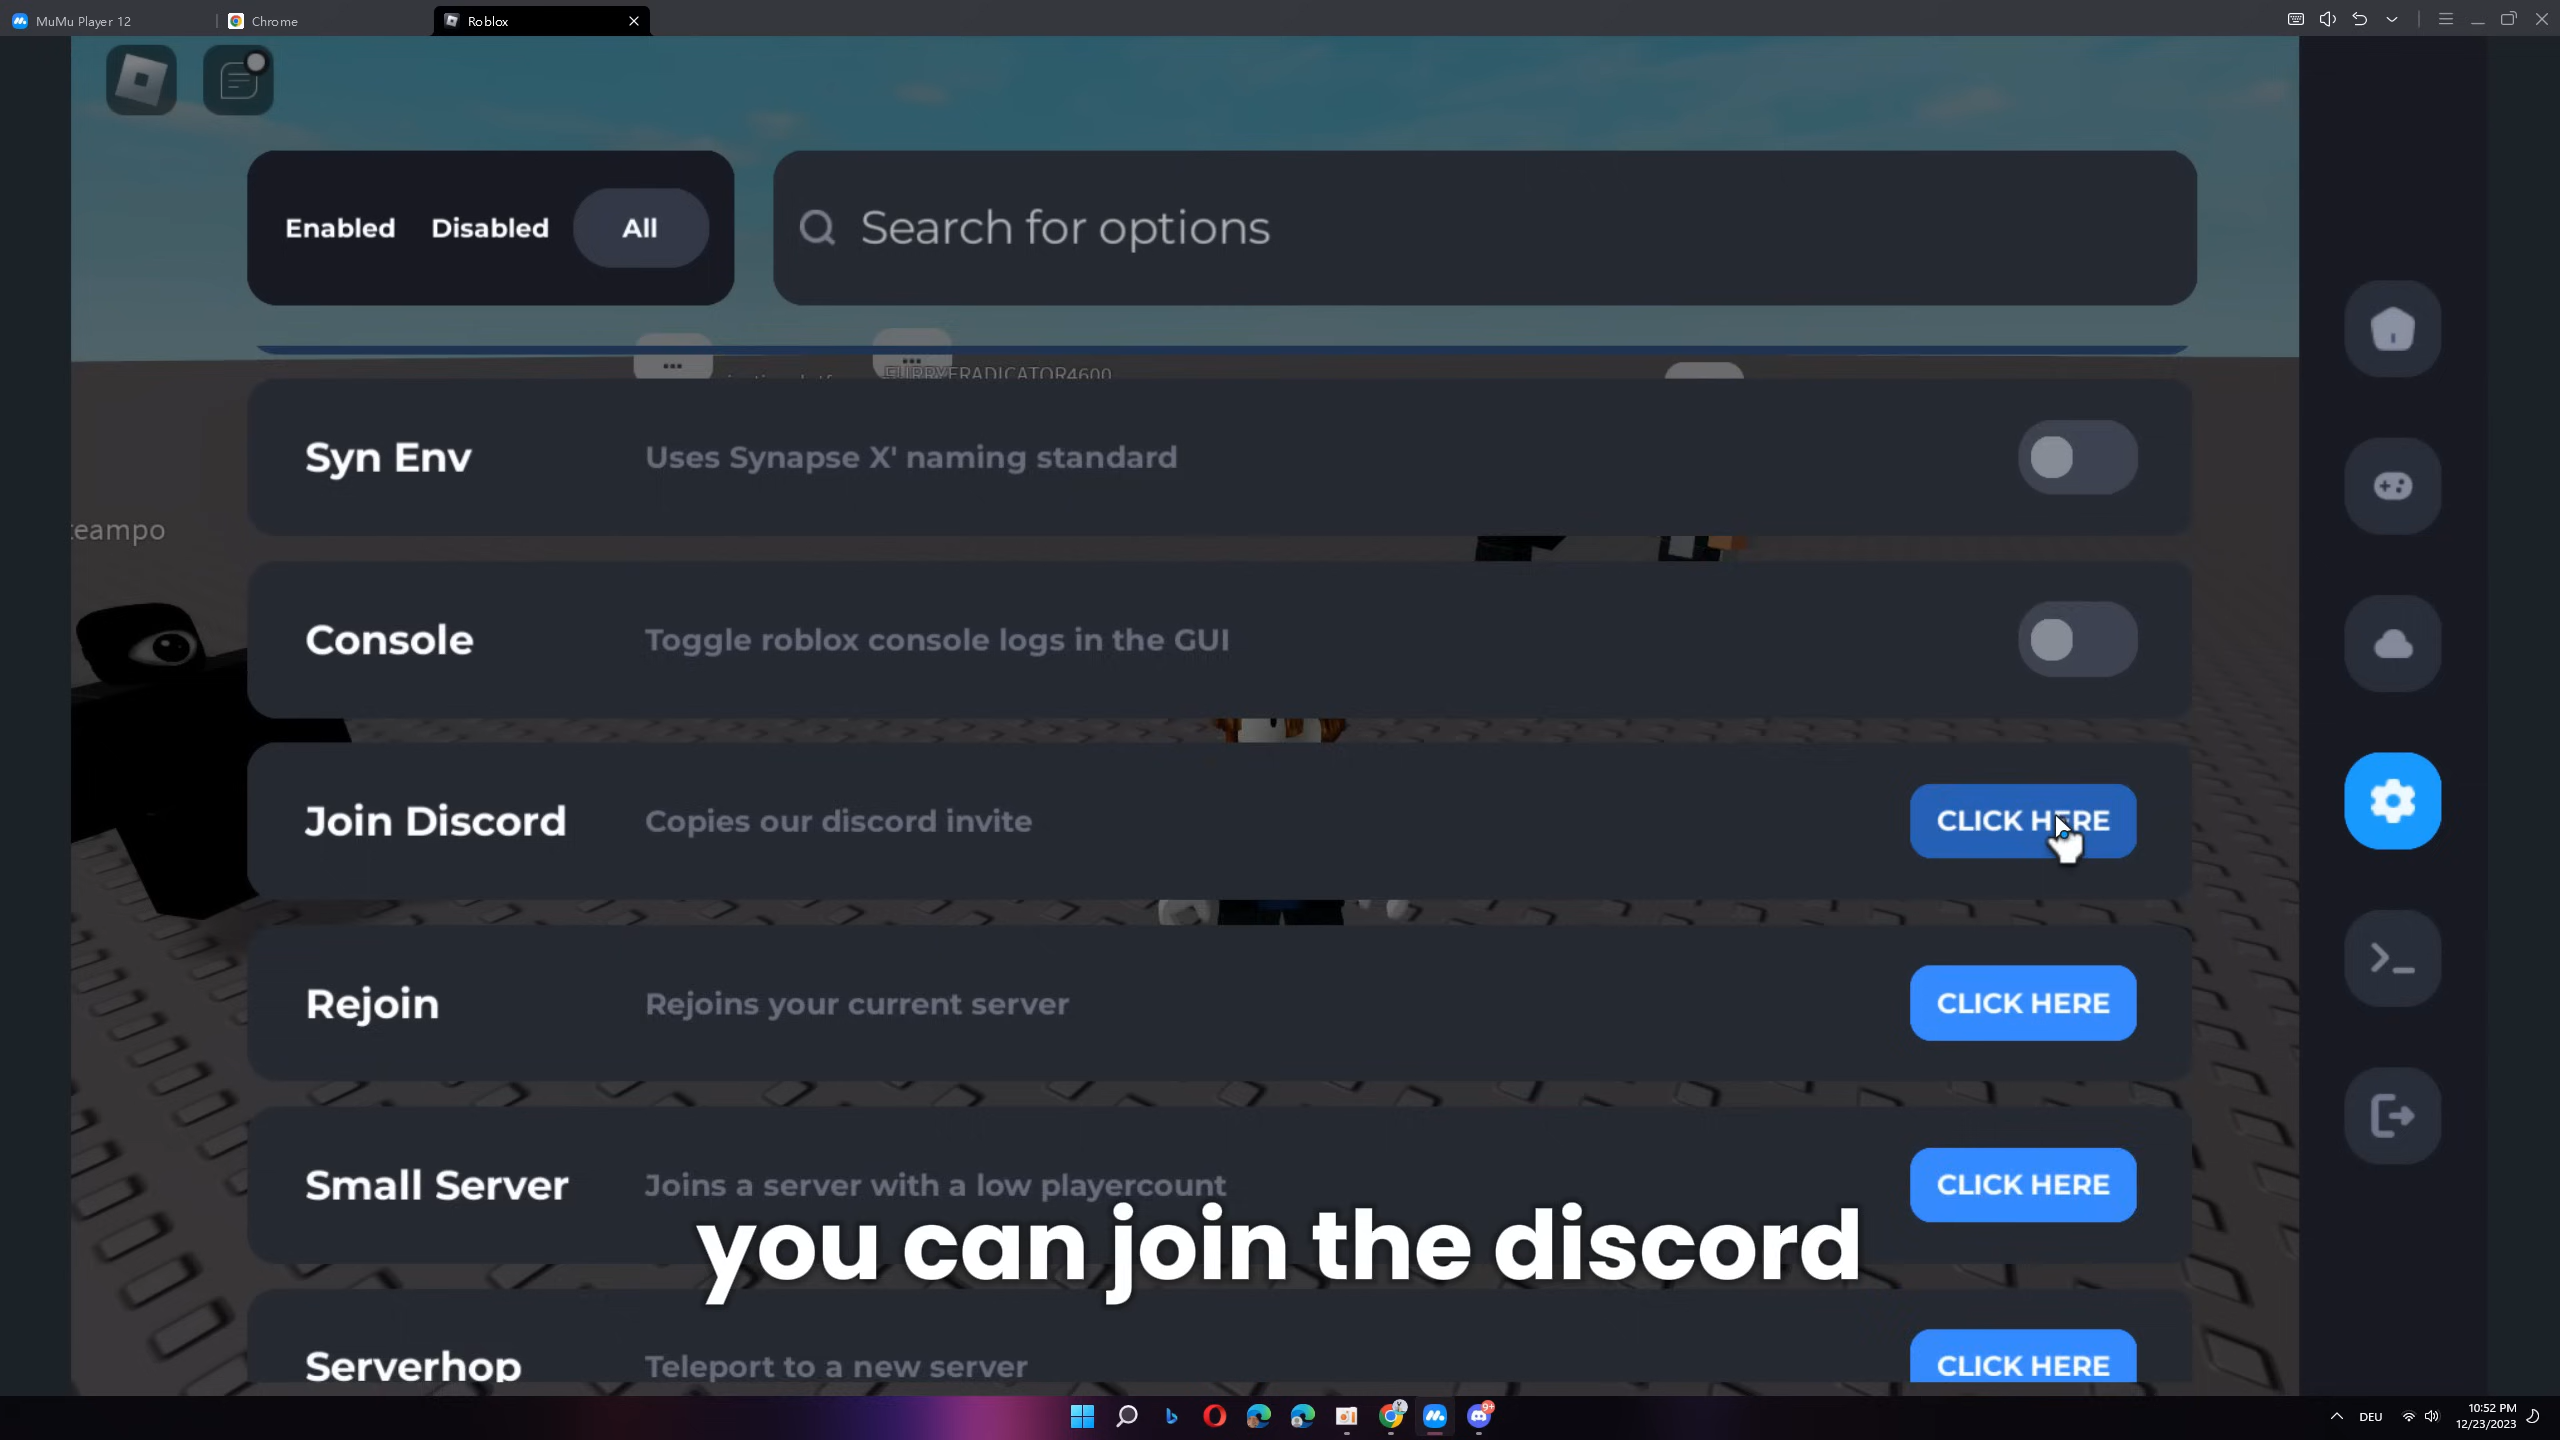 MuMu Player 12
Chrome
Roblox
Enabled Disabled All
Search for options
FURRYERADICATOR4600
Syn Env Uses Synapse X' naming standard
teampo
Console Toggle roblox console logs in the GUI
Join Discord Copies our discord invite CLICK HERE
Rejoin Rejoins your current server CLICK HERE
Small Server Joins a server with a low playercount CLICK HERE
you can join the discord
Serverhop Teleport to a new server CLICK HERE
9+
DEU
10:52 PM
12/23/2023